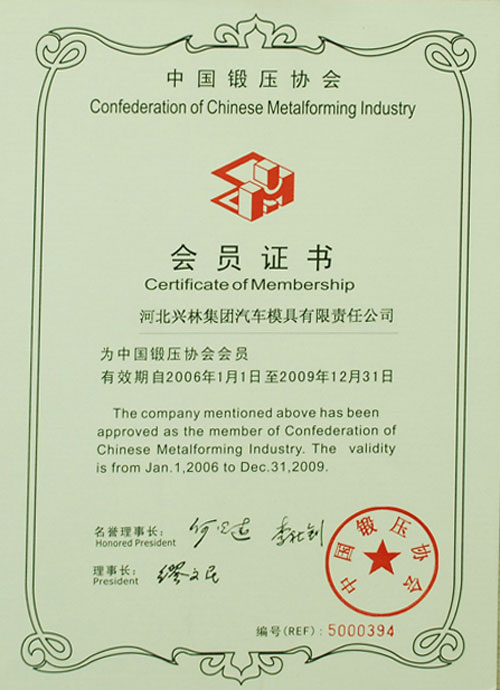 中国锻压协会
Confederation of Chinese Metalforming Industry
会员证书
Certificate of Membership
河北兴林集团汽车模具有限责任公司
为中国锻压协会会员
有效期自2006年1月1日至2009年12月31日
The company mentioned above has been
approved as the member of Confederation of
Chinese Metalforming Industry. The validity
is from Jan.1,2006 to Dec.31,2009.
名誉理事长:
Honored President
理事长:
President
中国锻压协会
编号(REF): 5000394